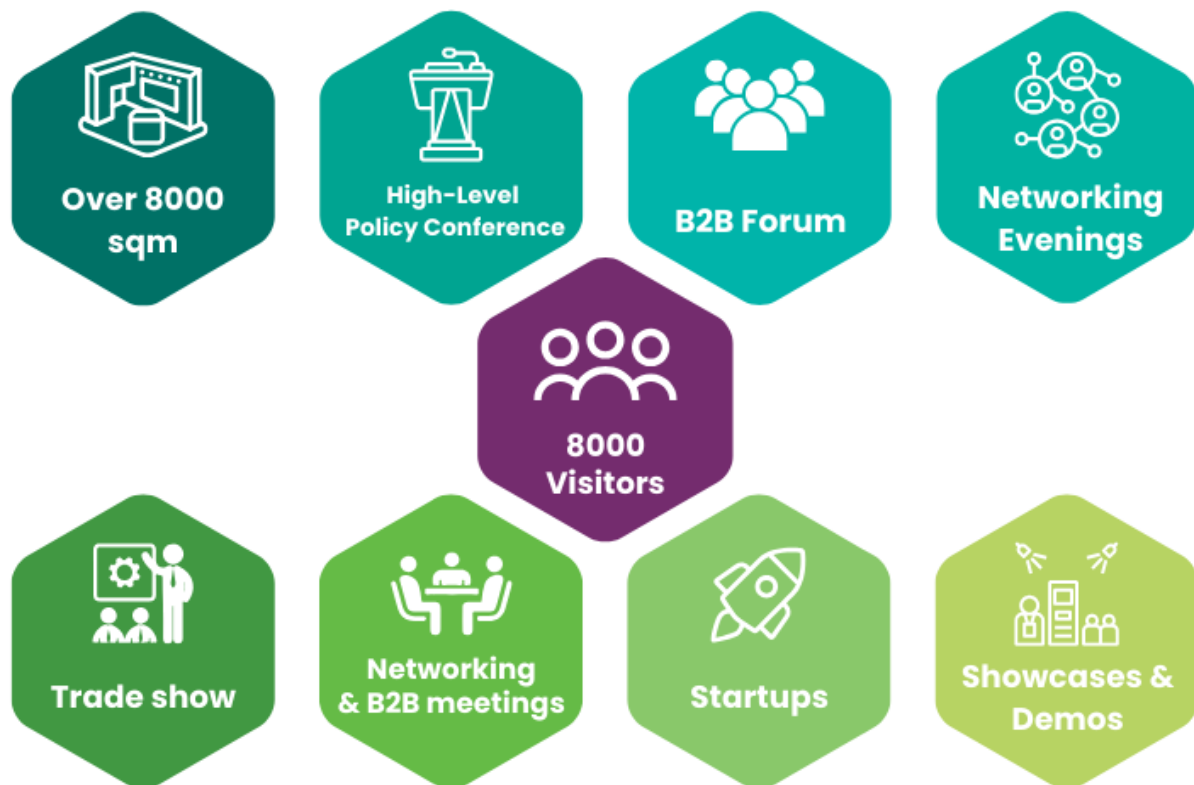 Over 8000
sqm
High-Level
Policy Conference
B2B Forum
Networking
Evenings
8000
Visitors
Trade show
Networking
& B2B meetings
Startups
Showcases &
Demos